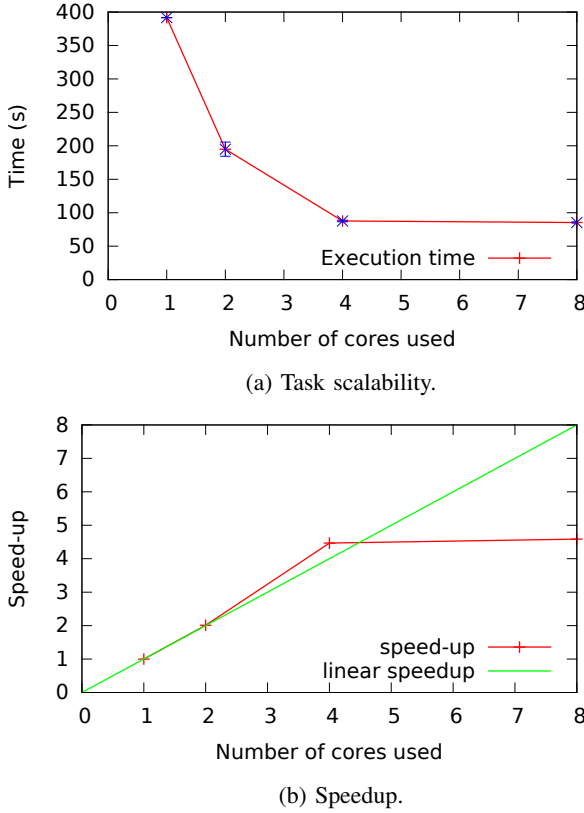 400
350
300
250
200
150
100
50
0
Time (s)
Execution time
0 1 2 3 4 5 6 7 8
Number of cores used
(a) Task scalability.
8
7
6
5
4
3
2
1
0
Speed-up
speed-up
linear speedup
0 1 2 3 4 5 6 7 8
Number of cores used
(b) Speedup.